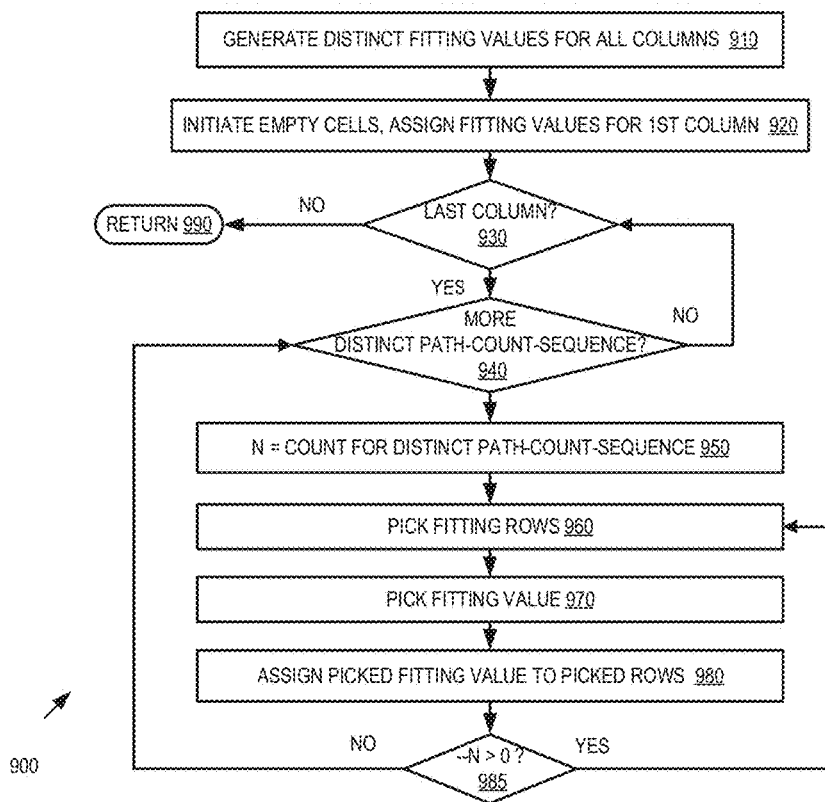 GENERATE DISTINCT FITTING VALUES FOR ALL COLUMNS 910
INITIATE EMPTY CELLS, ASSIGN FITTING VALUES FOR 1ST COLUMN 920
LAST COLUMN?
930
NO
RETURN 990
YES
MORE
DISTINCT PATH-COUNT-SEQUENCE?
940
NO
N = COUNT FOR DISTINCT PATH-COUNT-SEQUENCE 950
PICK FITTING ROWS 960
PICK FITTING VALUE 970
ASSIGN PICKED FITTING VALUE TO PICKED ROWS 980
NO
--N > 0 ?
985
YES
900